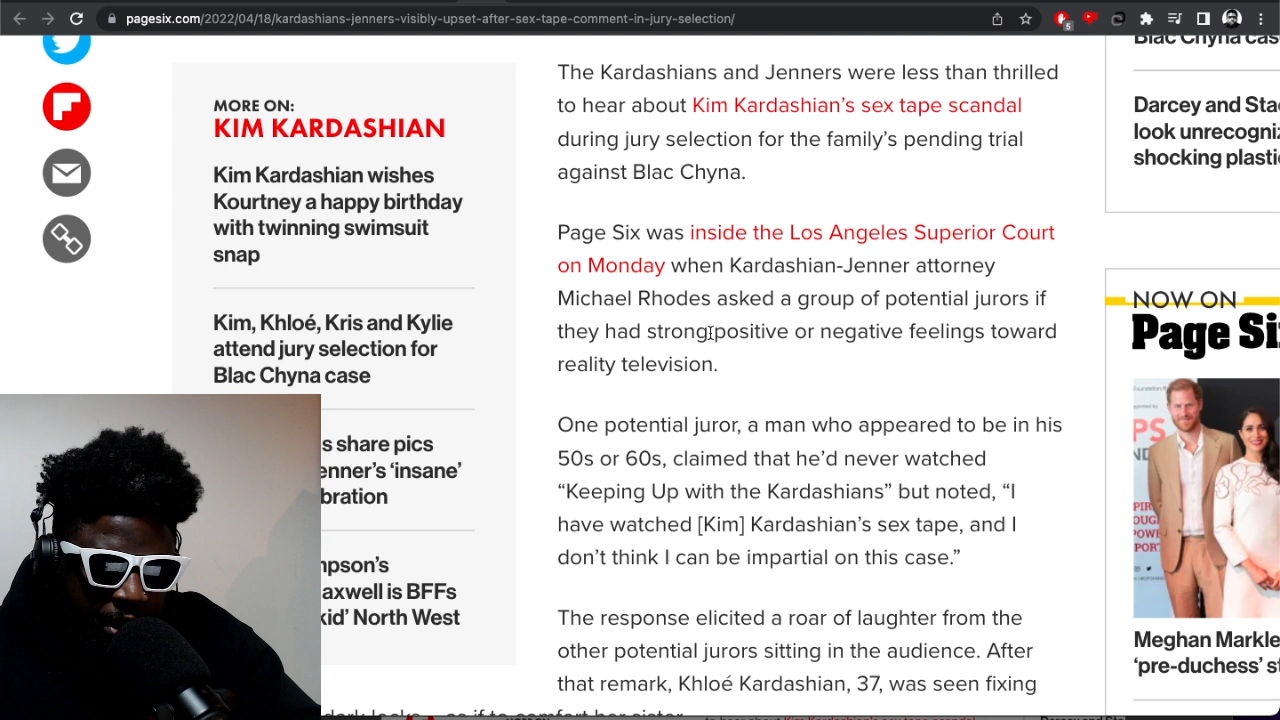 pagesix.com/2022/04/18/kardashians-jenners-visibly-upset-after-sex-tape-comment-in-jury-selection/
5
MORE ON:
KIM KARDASHIAN
Kim Kardashian wishes
Kourtney a happy birthday
with twinning swimsuit
snap
Kim, Khloé, Kris and Kylie
attend jury selection for
Blac Chyna case
s share pics
enner's 'insane'
bration
mpson's
axwell is BFFs
kid' North West
The Kardashians and Jenners were less than thrilled
to hear about Kim Kardashian's sex tape scandal
during jury selection for the family's pending trial
against Blac Chyna.
Page Six was inside the Los Angeles Superior Court
on Monday when Kardashian-Jenner attorney
Michael Rhodes asked a group of potential jurors if
they had strong positive or negative feelings toward
reality television.
One potential juror, a man who appeared to be in his
50s or 60s, claimed that he'd never watched
“Keeping Up with the Kardashians” but noted, “I
have watched [Kim] Kardashian's sex tape, and I
don't think I can be impartial on this case.”
The response elicited a roar of laughter from the
other potential jurors sitting in the audience. After
that remark, Khloé Kardashian, 37, was seen fixing
Blac Chyna cas
Darcey and Stac
look unrecogniz
shocking plastic
NOW ON
Page Si
Meghan Markle
'pre-duchess' st